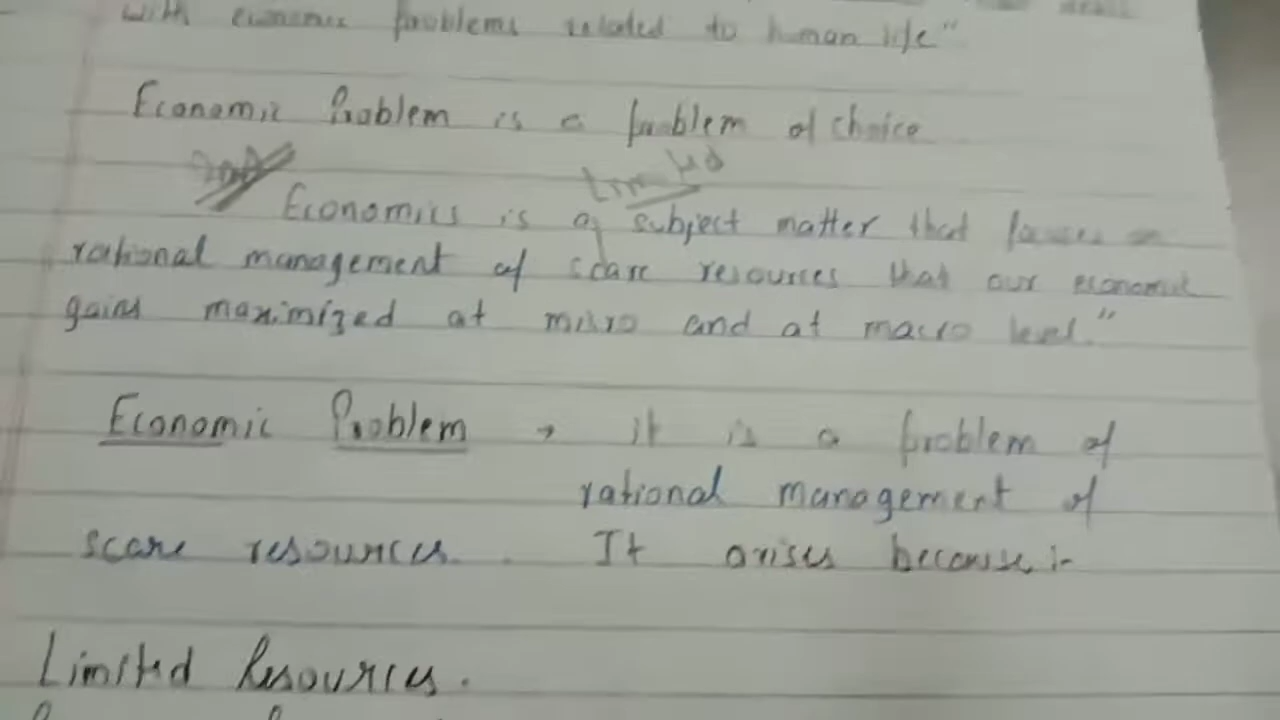 with economic problems related to human life"
Economic Problem is a problem of choice
Limited
Economics is a subject matter that focuses on
rational management of scare resources that our economic
gains maximized at micro and at macro level."
Economic Problem → it is a problem of
rational management of
scare resources. It arises because :-
Limited Resources.